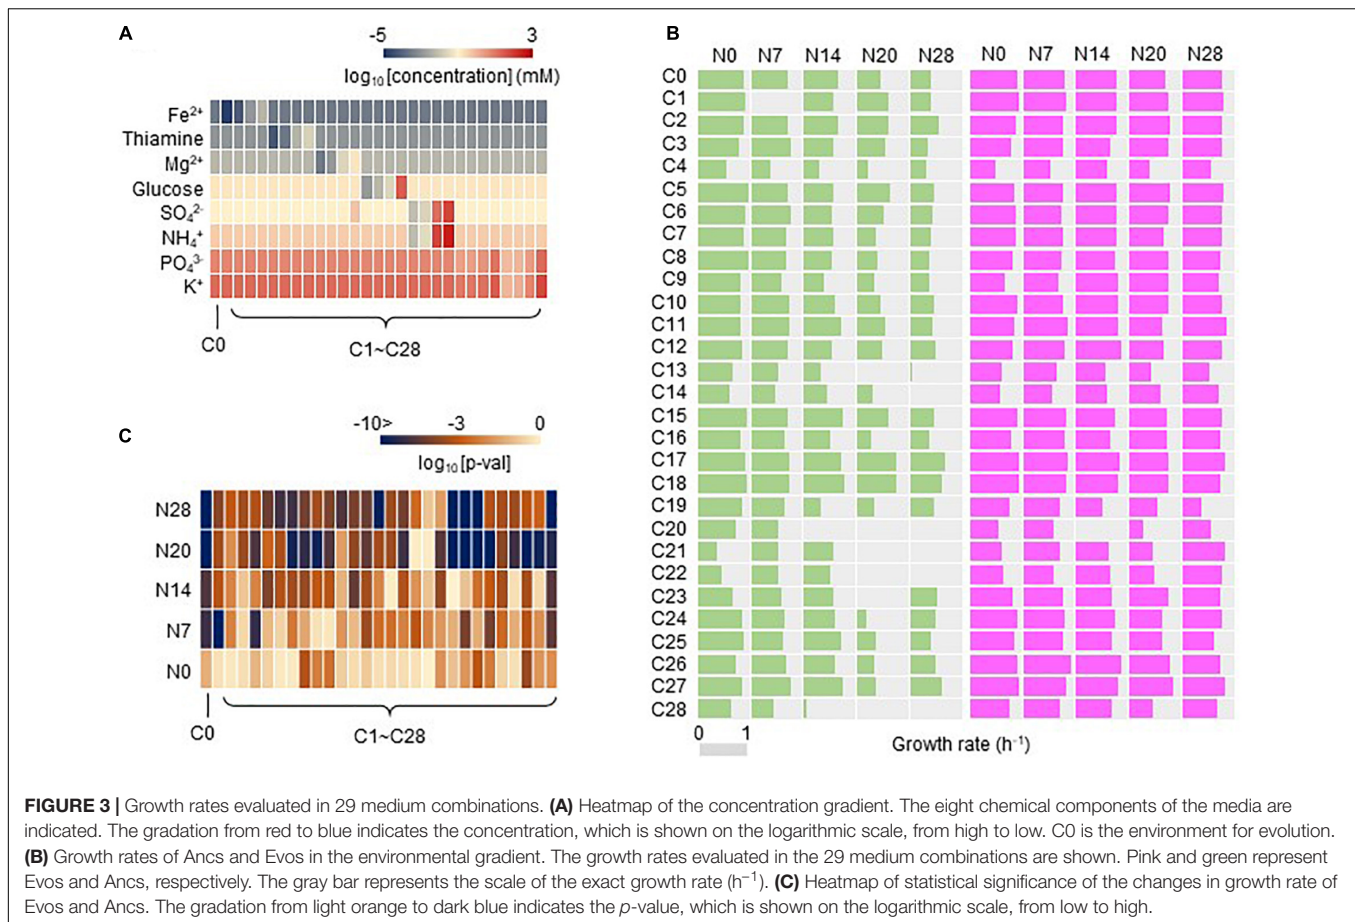 A
-5 3
log₁₀[concentration] (mM)
Fe²⁺
Thiamine
Mg²⁺
Glucose
SO₄²⁻
NH₄⁺
PO₄³⁻
K⁺
C0
C1~C28
B
N0 N7 N14 N20 N28 N0 N7 N14 N20 N28
C0
C1
C2
C3
C4
C5
C6
C7
C8
C9
C10
C11
C12
C13
C14
C15
C16
C17
C18
C19
C20
C21
C22
C23
C24
C25
C26
C27
C28
0 1
Growth rate (h⁻¹)
C
-10> -3 0
log₁₀[p-val]
N28
N20
N14
N7
N0
C0
C1~C28
FIGURE 3 | Growth rates evaluated in 29 medium combinations. (A) Heatmap of the concentration gradient. The eight chemical components of the media are
indicated. The gradation from red to blue indicates the concentration, which is shown on the logarithmic scale, from high to low. C0 is the environment for evolution.
(B) Growth rates of Ancs and Evos in the environmental gradient. The growth rates evaluated in the 29 medium combinations are shown. Pink and green represent
Evos and Ancs, respectively. The gray bar represents the scale of the exact growth rate (h⁻¹). (C) Heatmap of statistical significance of the changes in growth rate of
Evos and Ancs. The gradation from light orange to dark blue indicates the p-value, which is shown on the logarithmic scale, from low to high.